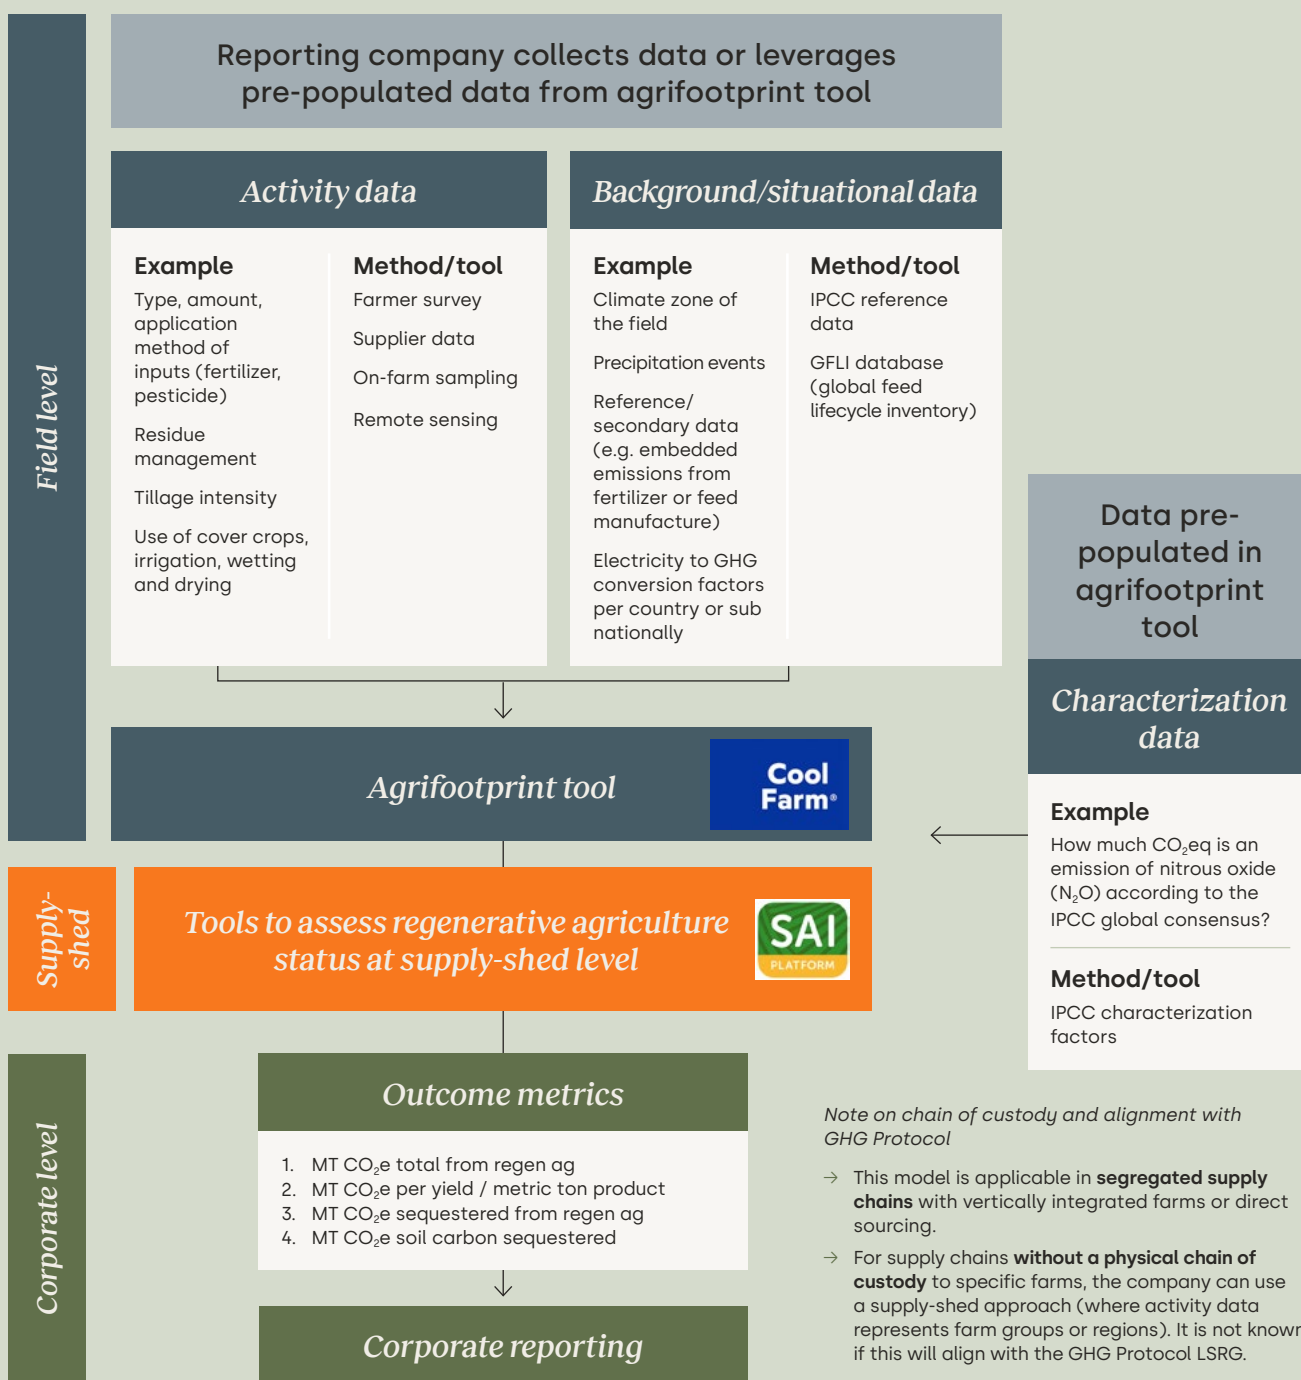 Reporting company collects data or leverages
pre-populated data from agrifootprint tool
Field level
Activity data
Example
Type, amount,
application
method of
inputs (fertilizer,
pesticide)
Residue
management
Tillage intensity
Use of cover crops,
irrigation, wetting
and drying
Method/tool
Farmer survey
Supplier data
On-farm sampling
Remote sensing
Background/situational data
Example
Climate zone of
the field
Precipitation events
Reference/
secondary data
(e.g. embedded
emissions from
fertilizer or feed
manufacture)
Electricity to GHG
conversion factors
per country or sub
nationally
Method/tool
IPCC reference
data
GFLI database
(global feed
lifecycle inventory)
Data pre-
populated in
agrifootprint
tool
Characterization
data
Example
How much CO₂eq is an
emission of nitrous oxide
(N₂O) according to the
IPCC global consensus?
Method/tool
IPCC characterization
factors
Agrifootprint tool
Cool
Farm®
Supply-
shed
Tools to assess regenerative agriculture
status at supply-shed level
SAI
PLATFORM
Corporate level
Outcome metrics
1. MT CO₂e total from regen ag
2. MT CO₂e per yield / metric ton product
3. MT CO₂e sequestered from regen ag
4. MT CO₂e soil carbon sequestered
Corporate reporting
Note on chain of custody and alignment with
GHG Protocol
→ This model is applicable in segregated supply
chains with vertically integrated farms or direct
sourcing.
→ For supply chains without a physical chain of
custody to specific farms, the company can use
a supply-shed approach (where activity data
represents farm groups or regions). It is not known
if this will align with the GHG Protocol LSRG.